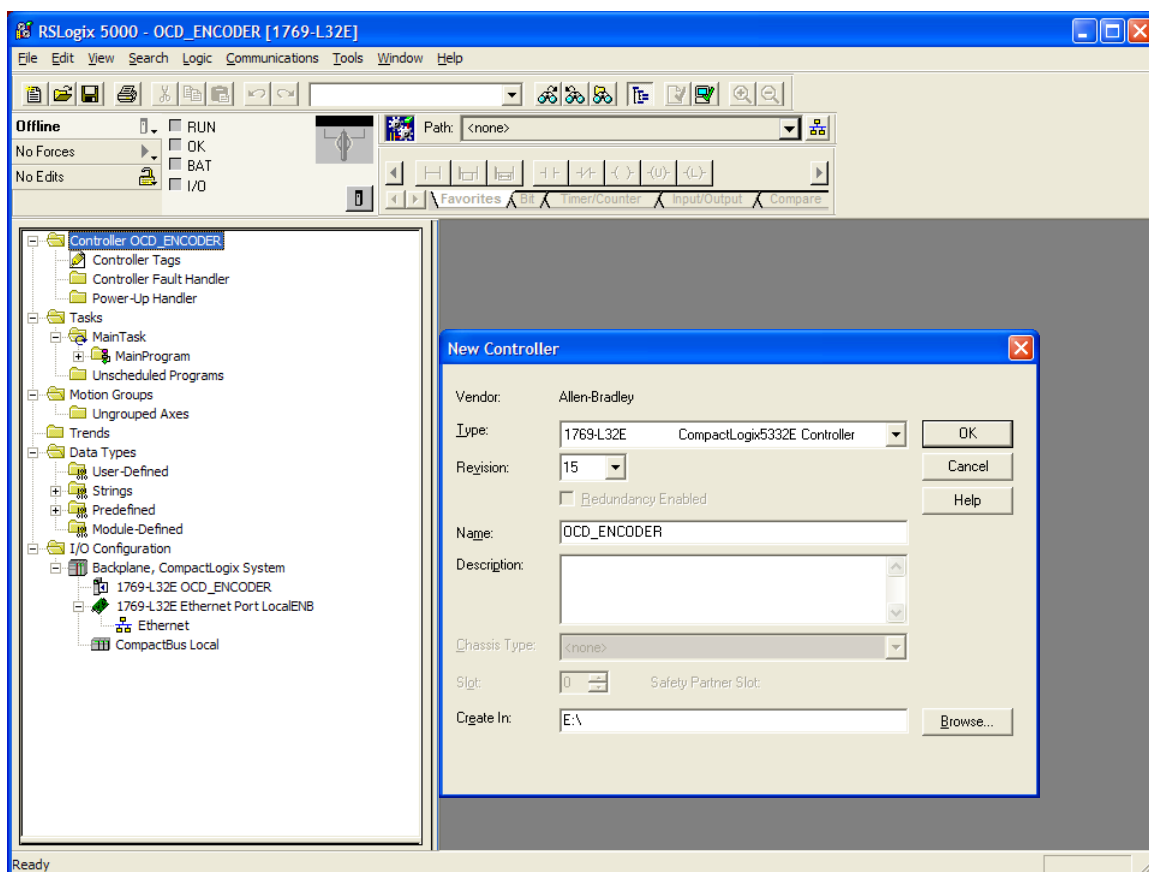 RSLogix 5000 - OCD_ENCODER [1769-L32E]
File Edit View Search Logic Communications Tools Window Help
Offline RUN
No Forces OK
No Edits BAT
I/O
Path: <none>
Favorites Bit Timer/Counter Input/Output Compare
Controller OCD_ENCODER
Controller Tags
Controller Fault Handler
Power-Up Handler
Tasks
MainTask
MainProgram
Unscheduled Programs
Motion Groups
Ungrouped Axes
Trends
Data Types
User-Defined
Strings
Predefined
Module-Defined
I/O Configuration
Backplane, CompactLogix System
1769-L32E OCD_ENCODER
1769-L32E Ethernet Port LocalENB
Ethernet
CompactBus Local
New Controller
Vendor: Allen-Bradley
Type: 1769-L32E CompactLogix5332E Controller OK
Revision: 15 Cancel
Redundancy Enabled Help
Name: OCD_ENCODER
Description:
Chassis Type: <none>
Slot: 0 Safety Partner Slot:
Create In: E:\ Browse...
Ready